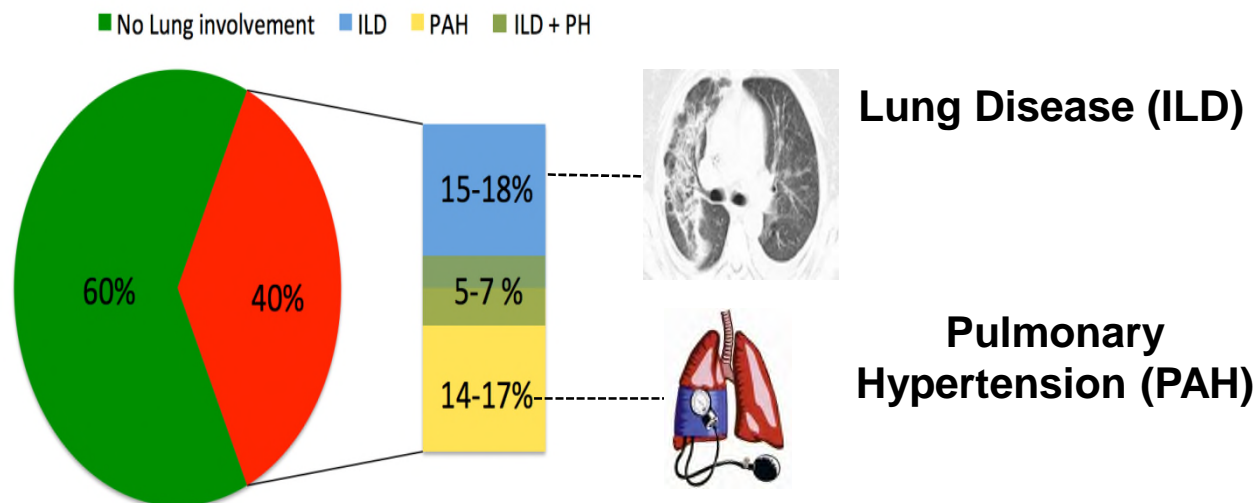 No Lung involvement ILD PAH ILD + PH
Lung Disease (ILD)
15-18%
60%
40%
5-7 %
14-17%
Pulmonary
Hypertension (PAH)